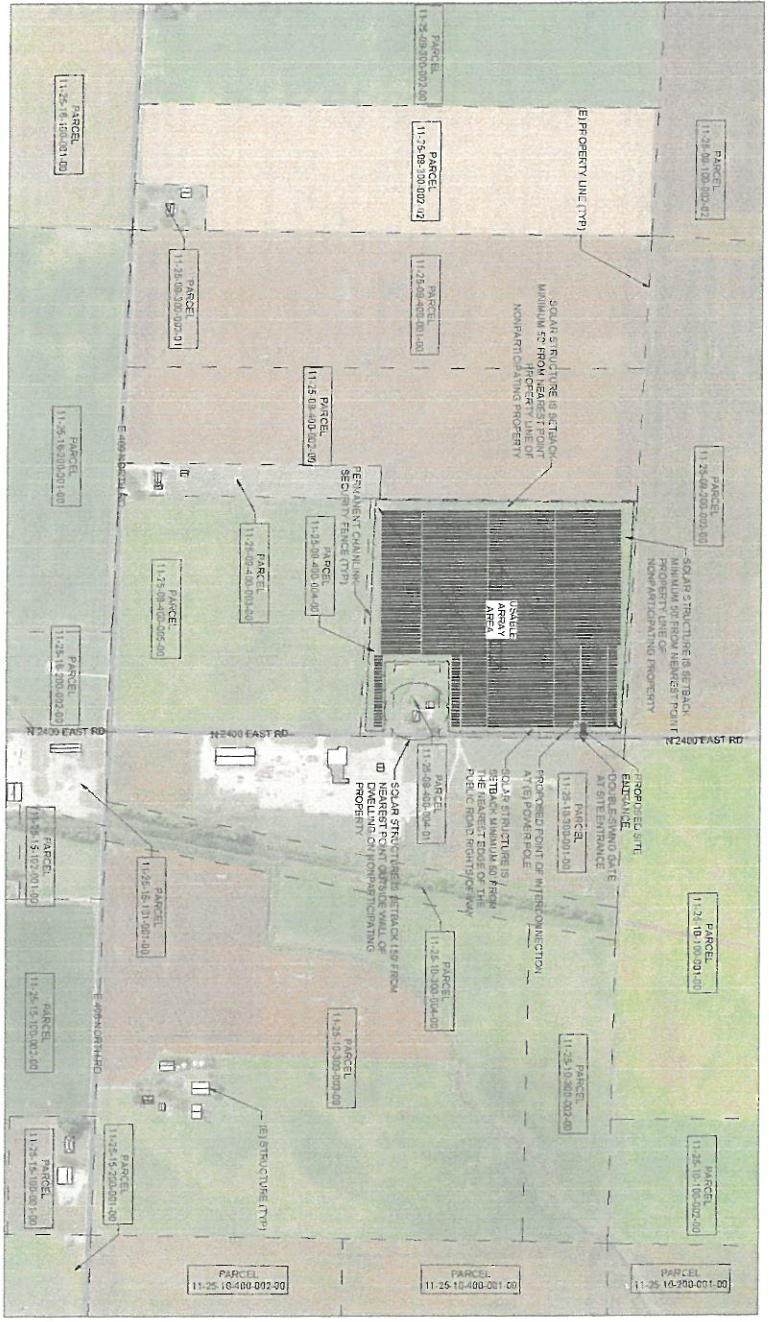 PARCEL
11-25-09-100-002-02
PARCEL
11-25-09-200-002-00
SOLAR STRUCTURE IS SETBACK
MINIMUM 50' FROM NEAREST POINT
PROPERTY LINE OF
NONPARTICIPATING PROPERTY
N 2400 EAST RD
PROPOSED SITE
ENTRANCE
DOUBLE-SWING GATE
AT SITE ENTRANCE
PARCEL
11-25-10-100-001-00
PARCEL
11-25-10-100-002-00
PARCEL
11-25-10-200-001-00
(E) PROPERTY LINE (TYP)
SOLAR STRUCTURE IS SETBACK
MINIMUM 50' FROM NEAREST POINT
PROPERTY LINE OF
NONPARTICIPATING PROPERTY
USABLE
ARRAY
AREA
PARCEL
11-25-10-300-001-00
PROPOSED POINT OF INTERCONNECTION
AT (E) POWER POLE
SOLAR STRUCTURE IS
SETBACK MINIMUM 50' FROM
THE NEAREST EDGE OF THE
PUBLIC ROAD RIGHTS-OF-WAY
PARCEL
11-25-10-300-002-00
PARCEL
11-25-09-300-002-00
PARCEL
11-25-09-300-002-02
PARCEL
11-25-09-400-001-00
PARCEL
11-25-09-400-004-01
PARCEL
11-25-10-300-004-00
PARCEL
11-25-10-400-001-00
SOLAR STRUCTURE IS SETBACK 150' FROM
NEAREST POINT OUTSIDE WALL OF
DWELLING ON NONPARTICIPATING
PROPERTY
PERMANENT CHAINLINK
SECURITY FENCE (TYP)
PARCEL
11-25-09-400-002-00
PARCEL
11-25-09-400-004-00
PARCEL
11-25-10-300-003-00
PARCEL
11-25-09-400-003-00
N 2400 EAST RD
(E) STRUCTURE (TYP)
PARCEL
11-25-10-400-002-00
PARCEL
11-25-09-300-002-01
PARCEL
11-25-09-400-005-00
PARCEL
11-25-15-101-001-00
E 400 NORTH RD
E 400 NORTH RD
PARCEL
11-25-15-200-001-00
PARCEL
11-25-16-100-001-00
PARCEL
11-25-16-200-001-00
PARCEL
11-25-16-200-002-00
N 2400 EAST RD
PARCEL
11-25-15-102-001-00
PARCEL
11-25-15-100-002-00
PARCEL
11-25-15-100-001-00